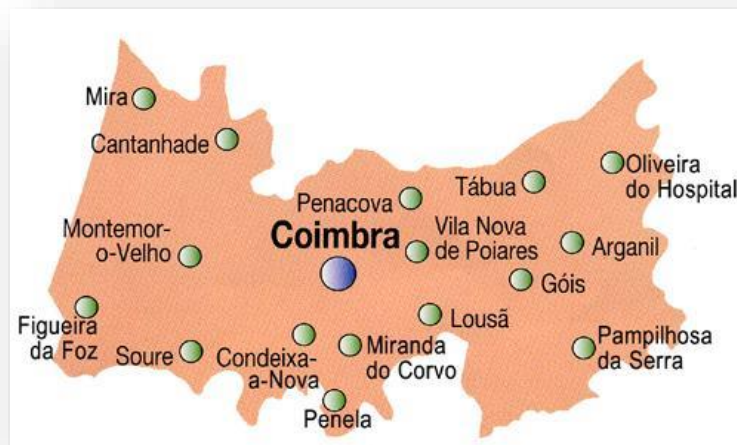 Mira
Cantanhade
Oliveira
do Hospital
Tábua
Penacova
Coimbra
Vila Nova
de Poiares
Montemor-
o-Velho
Arganil
Góis
Figueira
da Foz
Lousã
Soure
Condeixa-
a-Nova
Miranda
do Corvo
Pampilhosa
da Serra
Penela